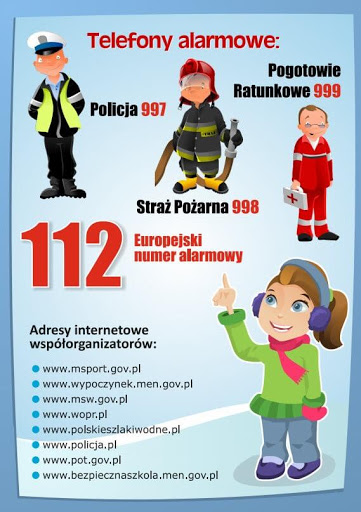 Telefony alarmowe:
Pogotowie
Ratunkowe 999
Policja 997
Straż Pożarna 998
112
Europejski
numer alarmowy
Adresy internetowe
współorganizatorów:
www.msport.gov.pl
www.wypoczynek.men.gov.pl
www.msw.gov.pl
www.wopr.pl
www.polskieszlakiwodne.pl
www.policja.pl
www.pot.gov.pl
www.bezpiecznaszkola.men.gov.pl